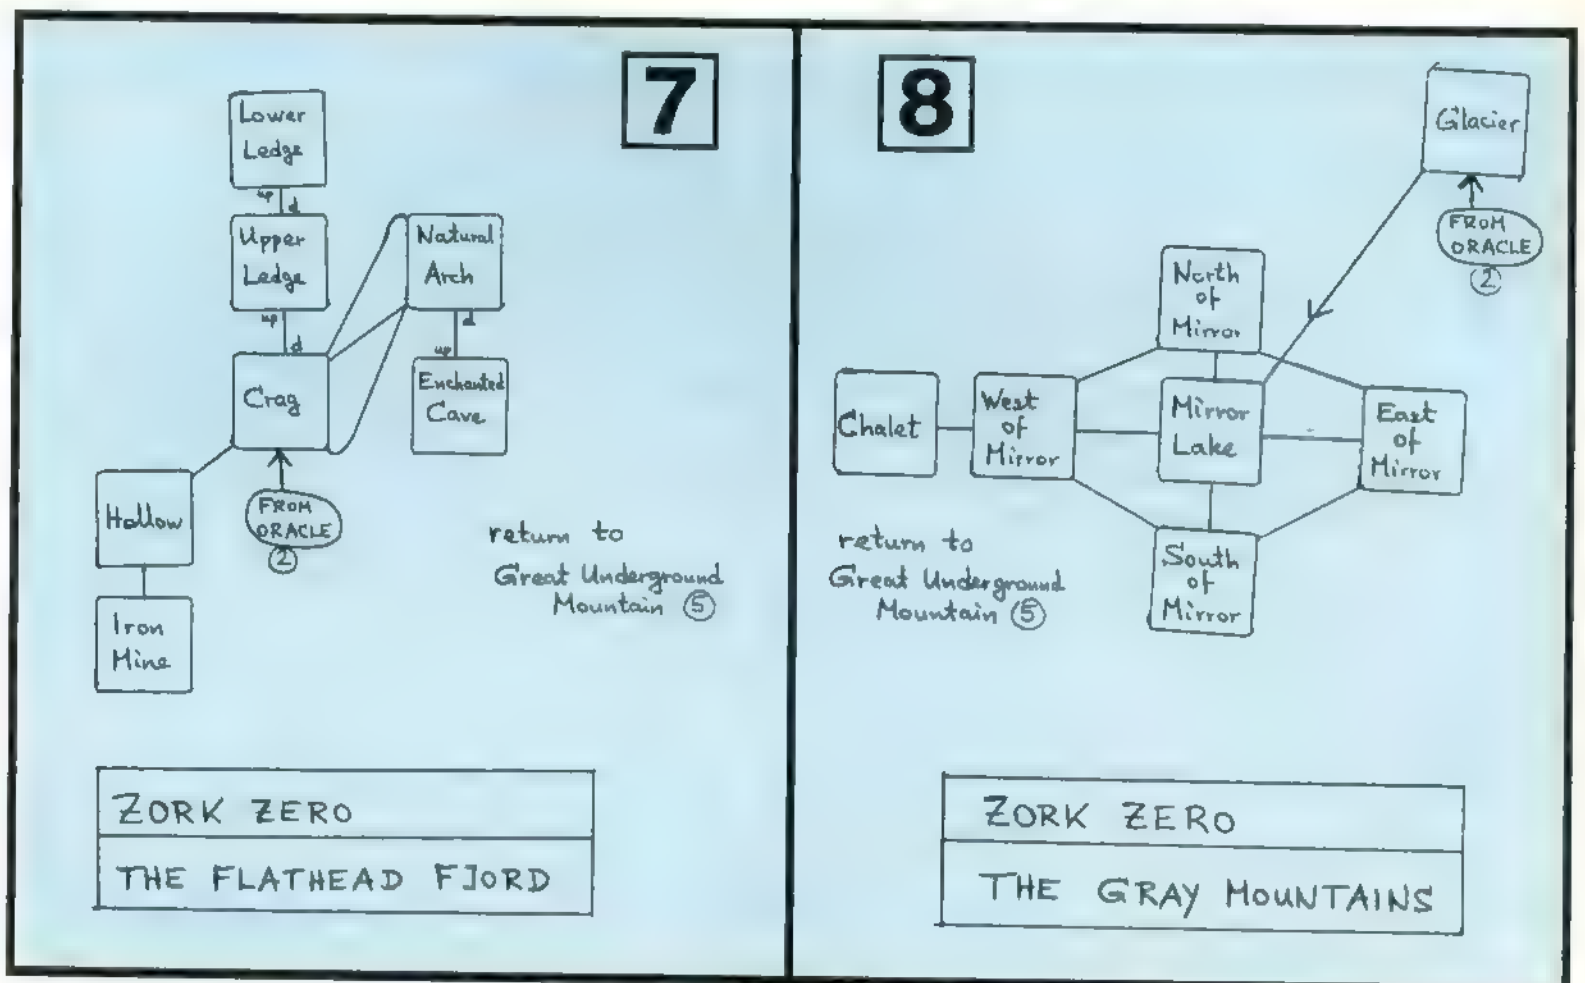 7
Lower
Ledge
up
d
Upper
Ledge
up
d
Natural
Arch
d
up
Enchanted
Cave
Crag
Hollow
FROM
ORACLE
2
Iron
Mine
return to
Great Underground
Mountain 5
ZORK ZERO
THE FLATHEAD FJORD
8
Glacier
FROM
ORACLE
2
North
of
Mirror
Chalet
West
of
Mirror
Mirror
Lake
East
of
Mirror
South
of
Mirror
return to
Great Underground
Mountain 5
ZORK ZERO
THE GRAY MOUNTAINS